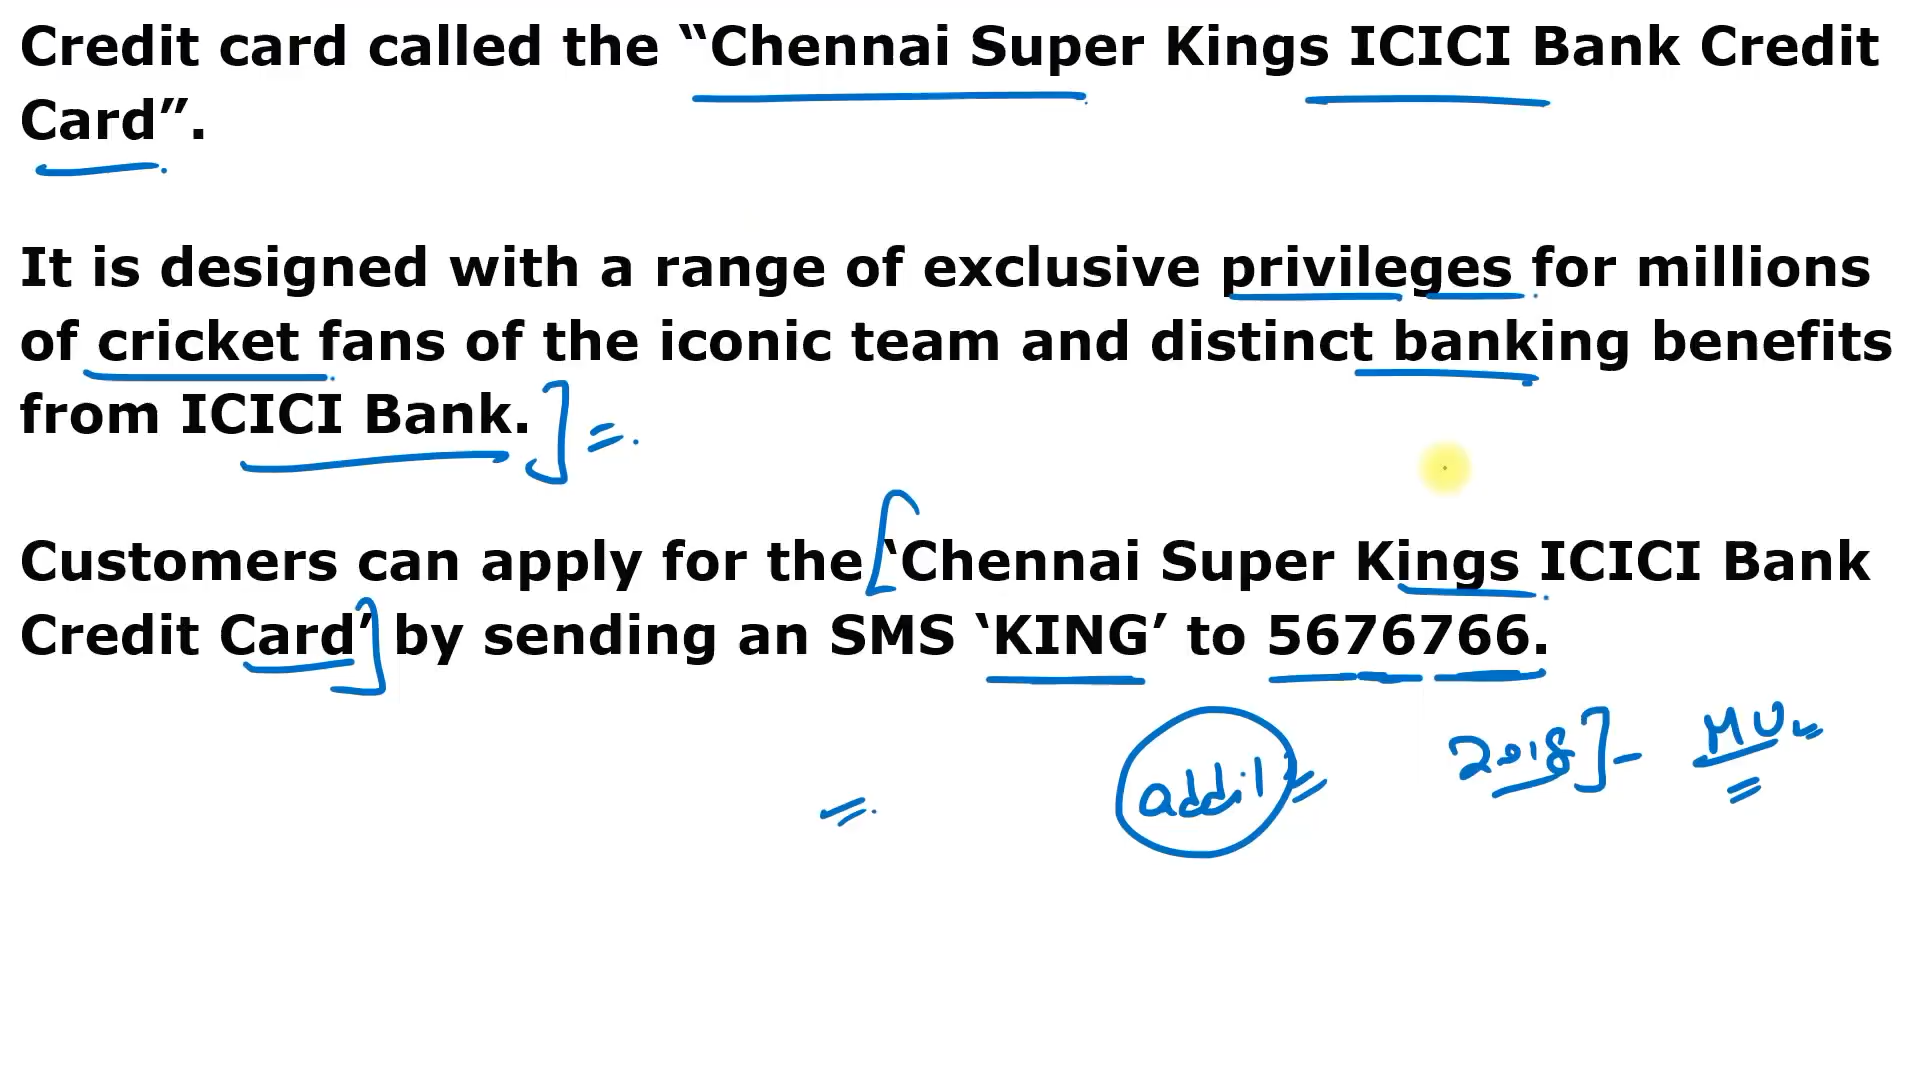 Credit card called the “Chennai Super Kings ICICI Bank Credit
Card”.
It is designed with a range of exclusive privileges for millions
of cricket fans of the iconic team and distinct banking benefits
from ICICI Bank.
Customers can apply for the ‘Chennai Super Kings ICICI Bank
Credit Card’ by sending an SMS ‘KING’ to 5676766.
addil 2018] - MU